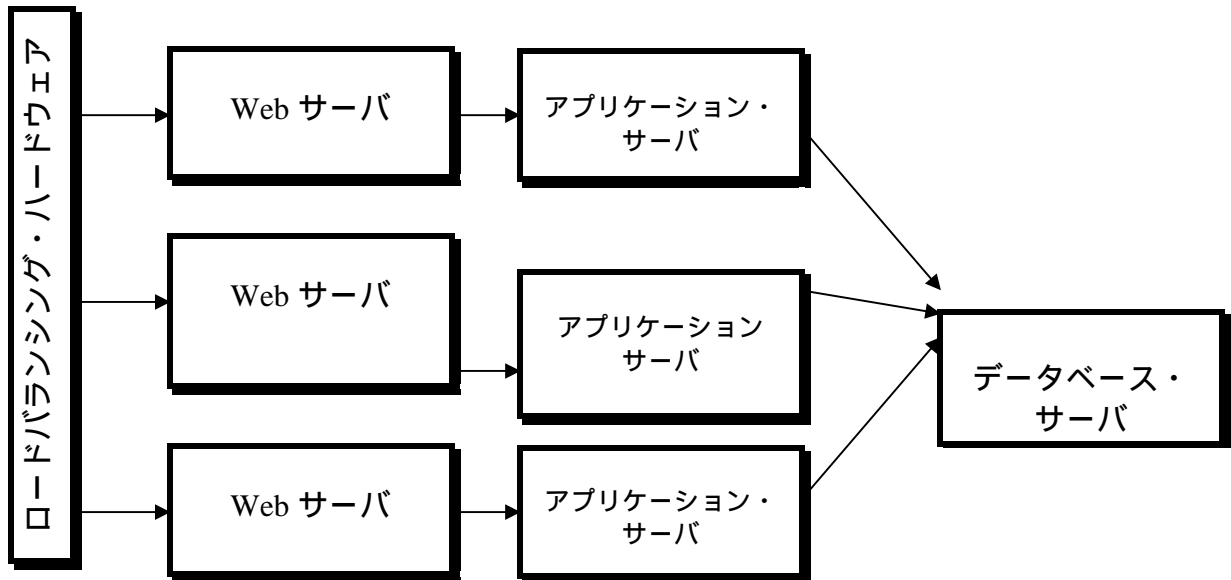 ロードバランシング・ハードウェア
Web サーバ
アプリケーション・
サーバ
Web サーバ
アプリケーション
サーバ
データベース・
サーバ
Web サーバ
アプリケーション・
サーバ